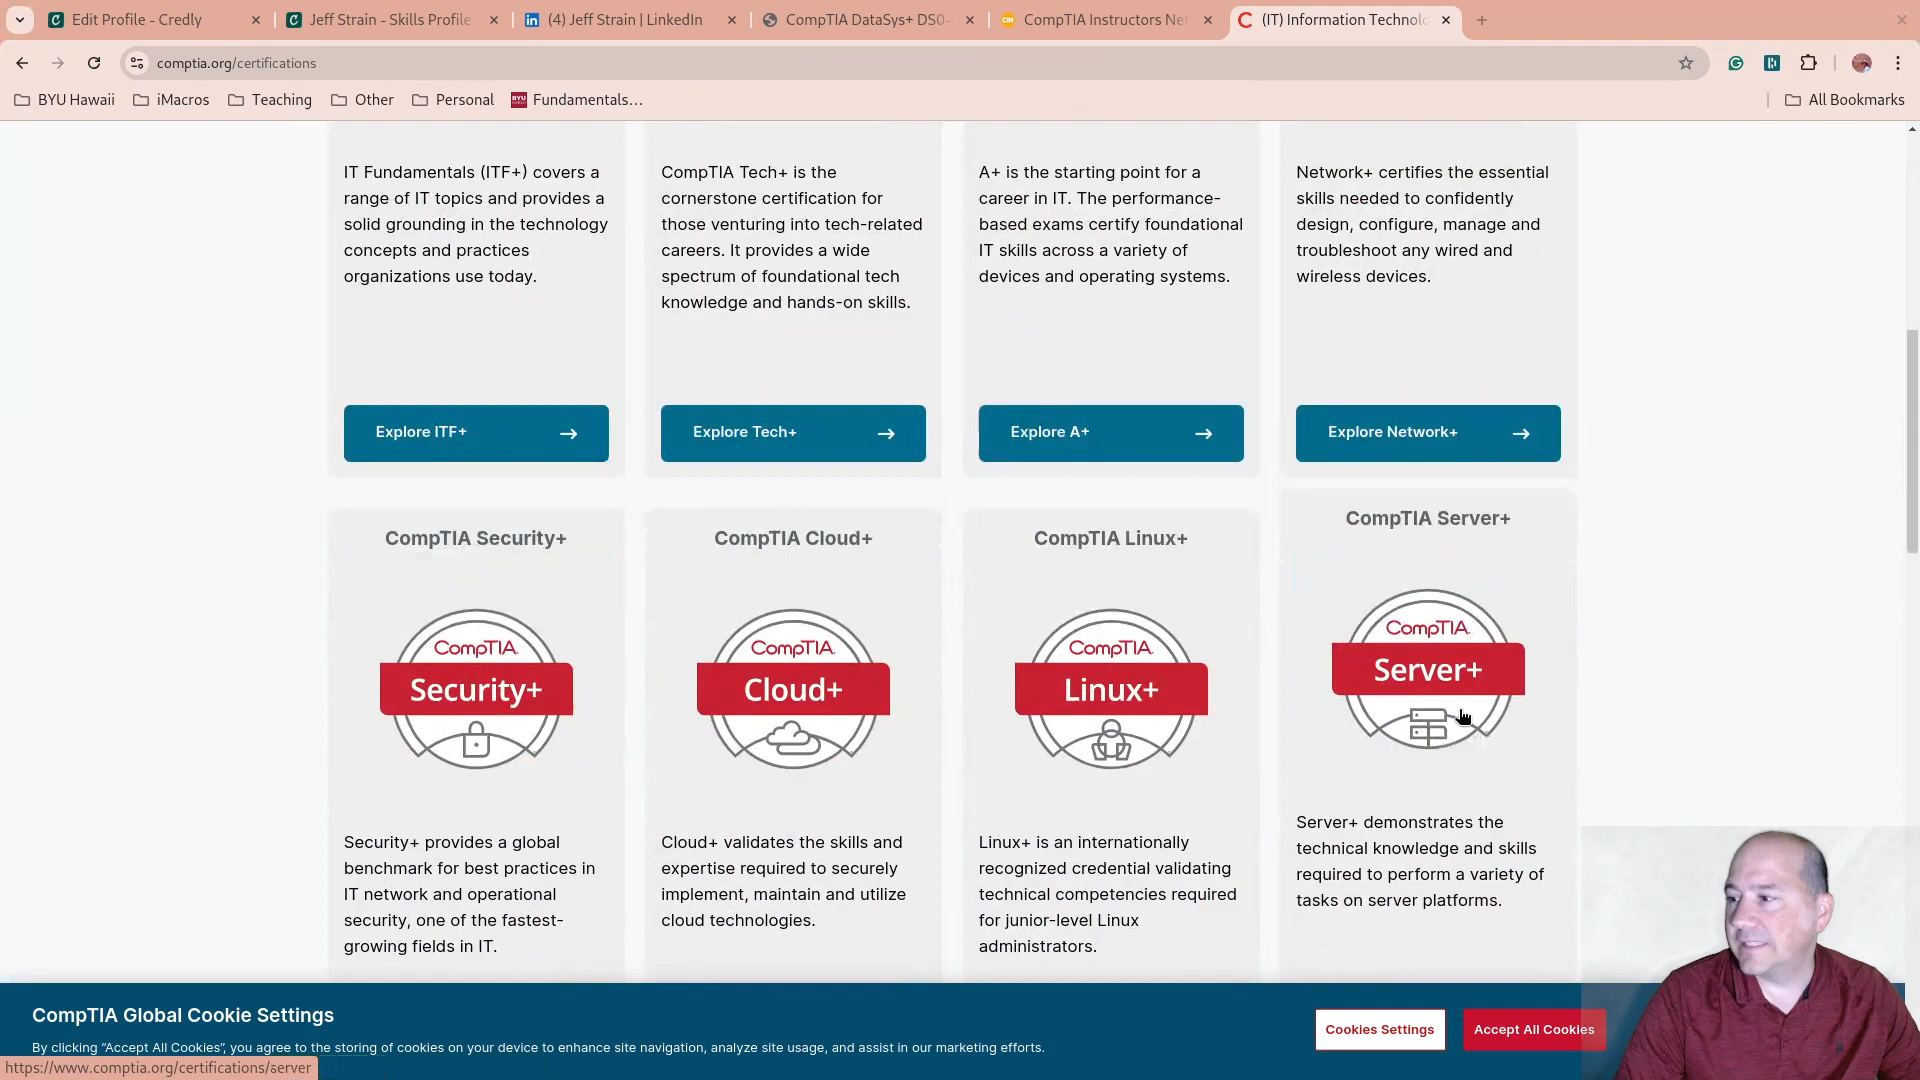 Edit Profile - Credly
Jeff Strain - Skills Profile
(4) Jeff Strain | LinkedIn
CompTIA DataSys+ DS0-
CompTIA Instructors Net
(IT) Information Technolo
comptia.org/certifications
BYU Hawaii
iMacros
Teaching
Other
Personal
Fundamentals...
All Bookmarks
IT Fundamentals (ITF+) covers a
range of IT topics and provides a
solid grounding in the technology
concepts and practices
organizations use today.
Explore ITF+
CompTIA Tech+ is the
cornerstone certification for
those venturing into tech-related
careers. It provides a wide
spectrum of foundational tech
knowledge and hands-on skills.
Explore Tech+
A+ is the starting point for a
career in IT. The performance-
based exams certify foundational
IT skills across a variety of
devices and operating systems.
Explore A+
Network+ certifies the essential
skills needed to confidently
design, configure, manage and
troubleshoot any wired and
wireless devices.
Explore Network+
CompTIA Security+
CompTIA.
Security+
Security+ provides a global
benchmark for best practices in
IT network and operational
security, one of the fastest-
growing fields in IT.
CompTIA Cloud+
CompTIA.
Cloud+
Cloud+ validates the skills and
expertise required to securely
implement, maintain and utilize
cloud technologies.
CompTIA Linux+
CompTIA.
Linux+
Linux+ is an internationally
recognized credential validating
technical competencies required
for junior-level Linux
administrators.
CompTIA Server+
CompTIA.
Server+
Server+ demonstrates the
technical knowledge and skills
required to perform a variety of
tasks on server platforms.
CompTIA Global Cookie Settings
By clicking “Accept All Cookies”, you agree to the storing of cookies on your device to enhance site navigation, analyze site usage, and assist in our marketing efforts.
Cookies Settings
Accept All Cookies
https://www.comptia.org/certifications/server